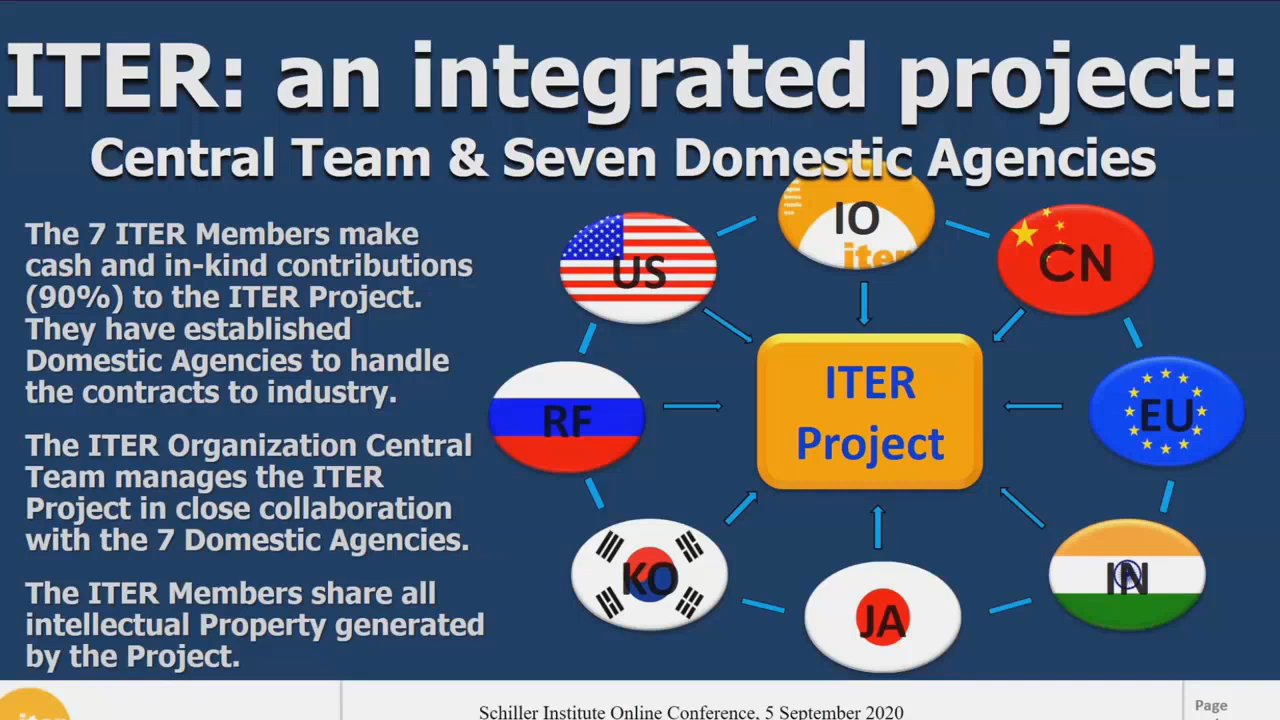 ITER: an integrated project:
Central Team & Seven Domestic Agencies
The 7 ITER Members make
cash and in-kind contributions
(90%) to the ITER Project.
They have established
Domestic Agencies to handle
the contracts to industry.
The ITER Organization Central
Team manages the ITER
Project in close collaboration
with the 7 Domestic Agencies.
The ITER Members share all
intellectual Property generated
by the Project.
IO
iter
US
CN
RF
ITER
Project
EU
KO
IN
JA
iter
Schiller Institute Online Conference, 5 September 2020
Page